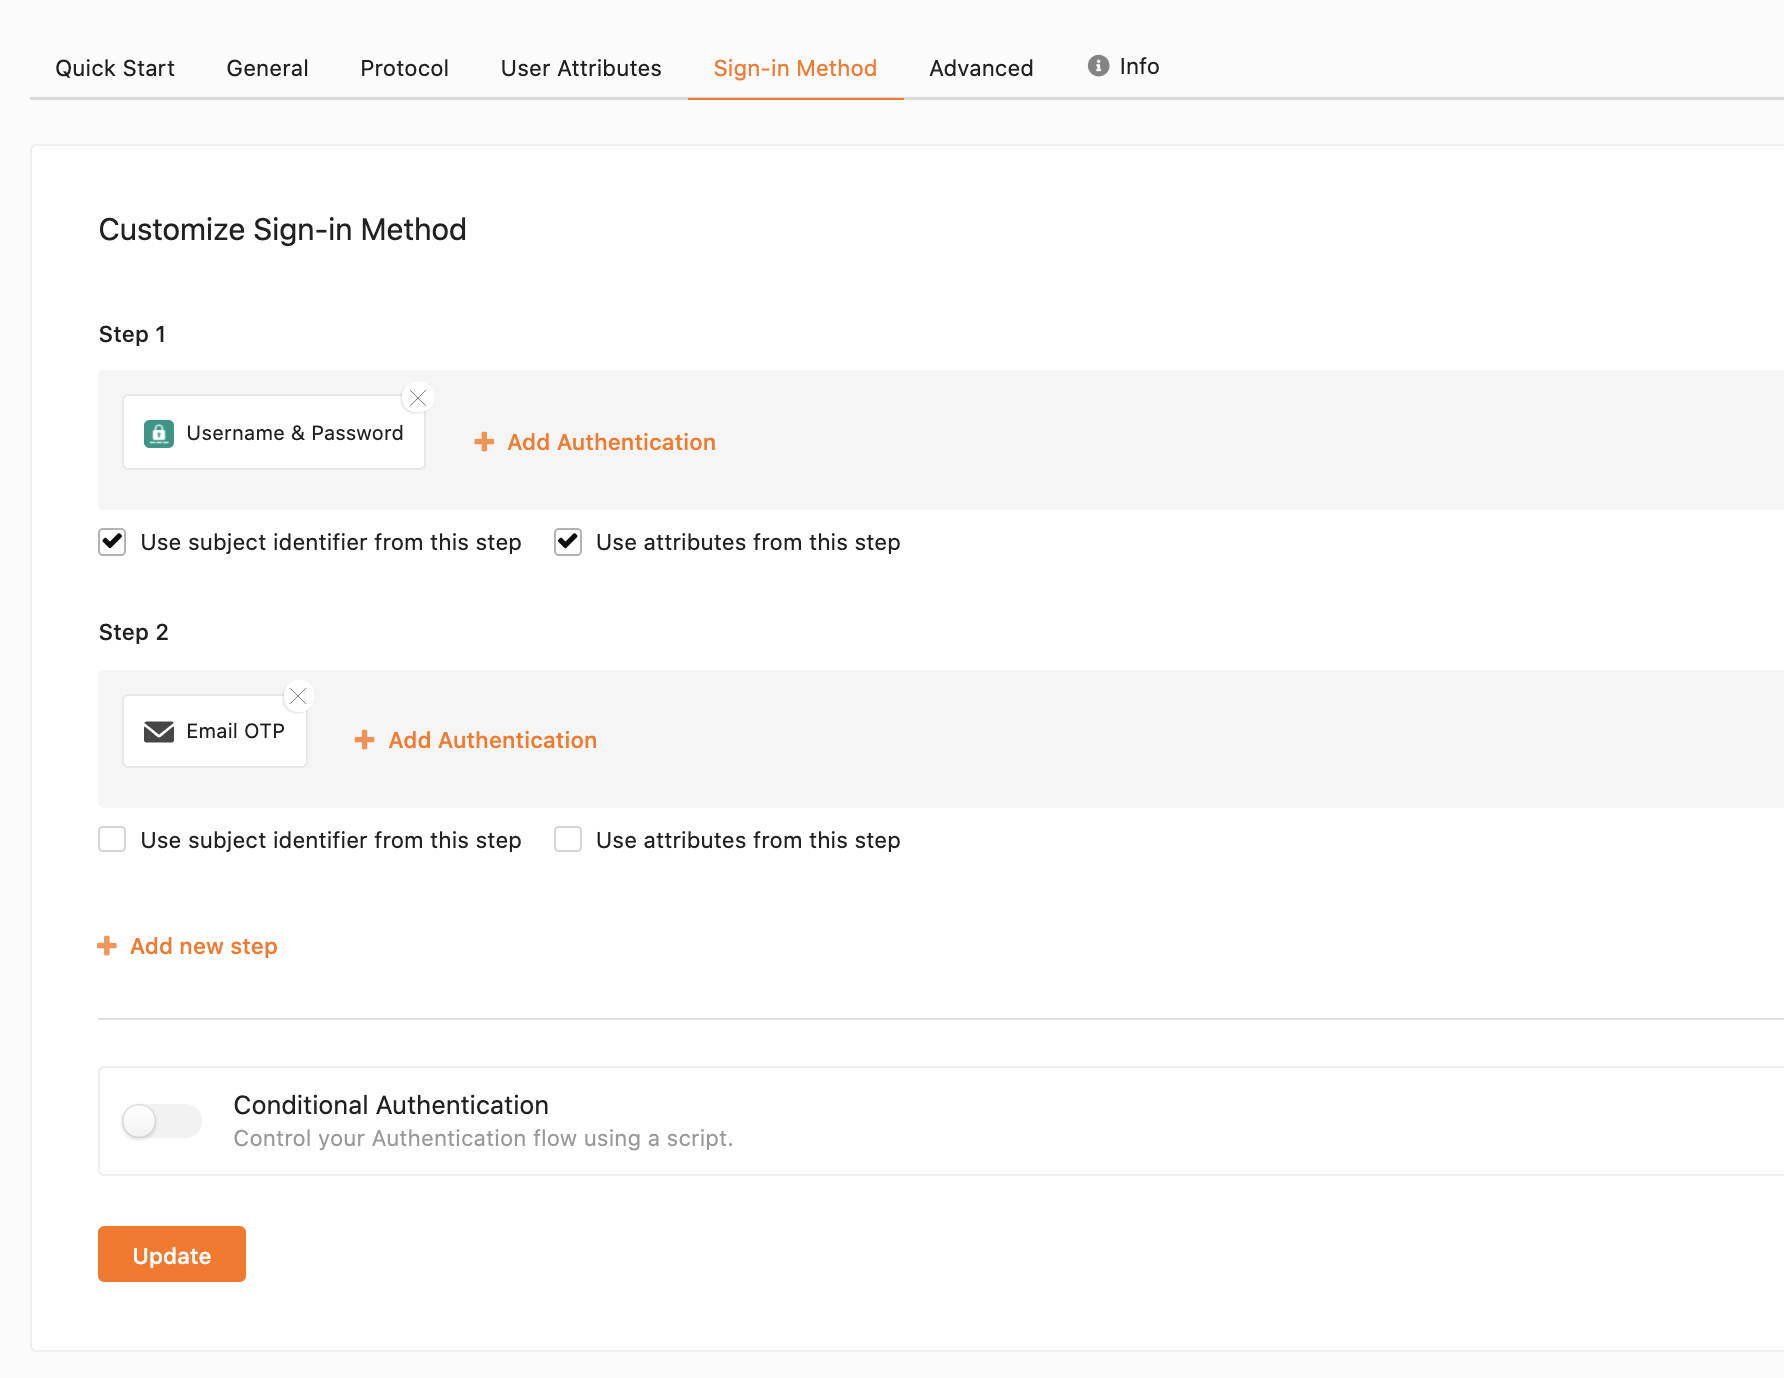 Quick Start General Protocol User Attributes Sign-in Method Advanced Info
Customize Sign-in Method
Step 1
Username & Password
Add Authentication
Use subject identifier from this step Use attributes from this step
Step 2
Email OTP
Add Authentication
Use subject identifier from this step Use attributes from this step
Add new step
Conditional Authentication
Control your Authentication flow using a script.
Update